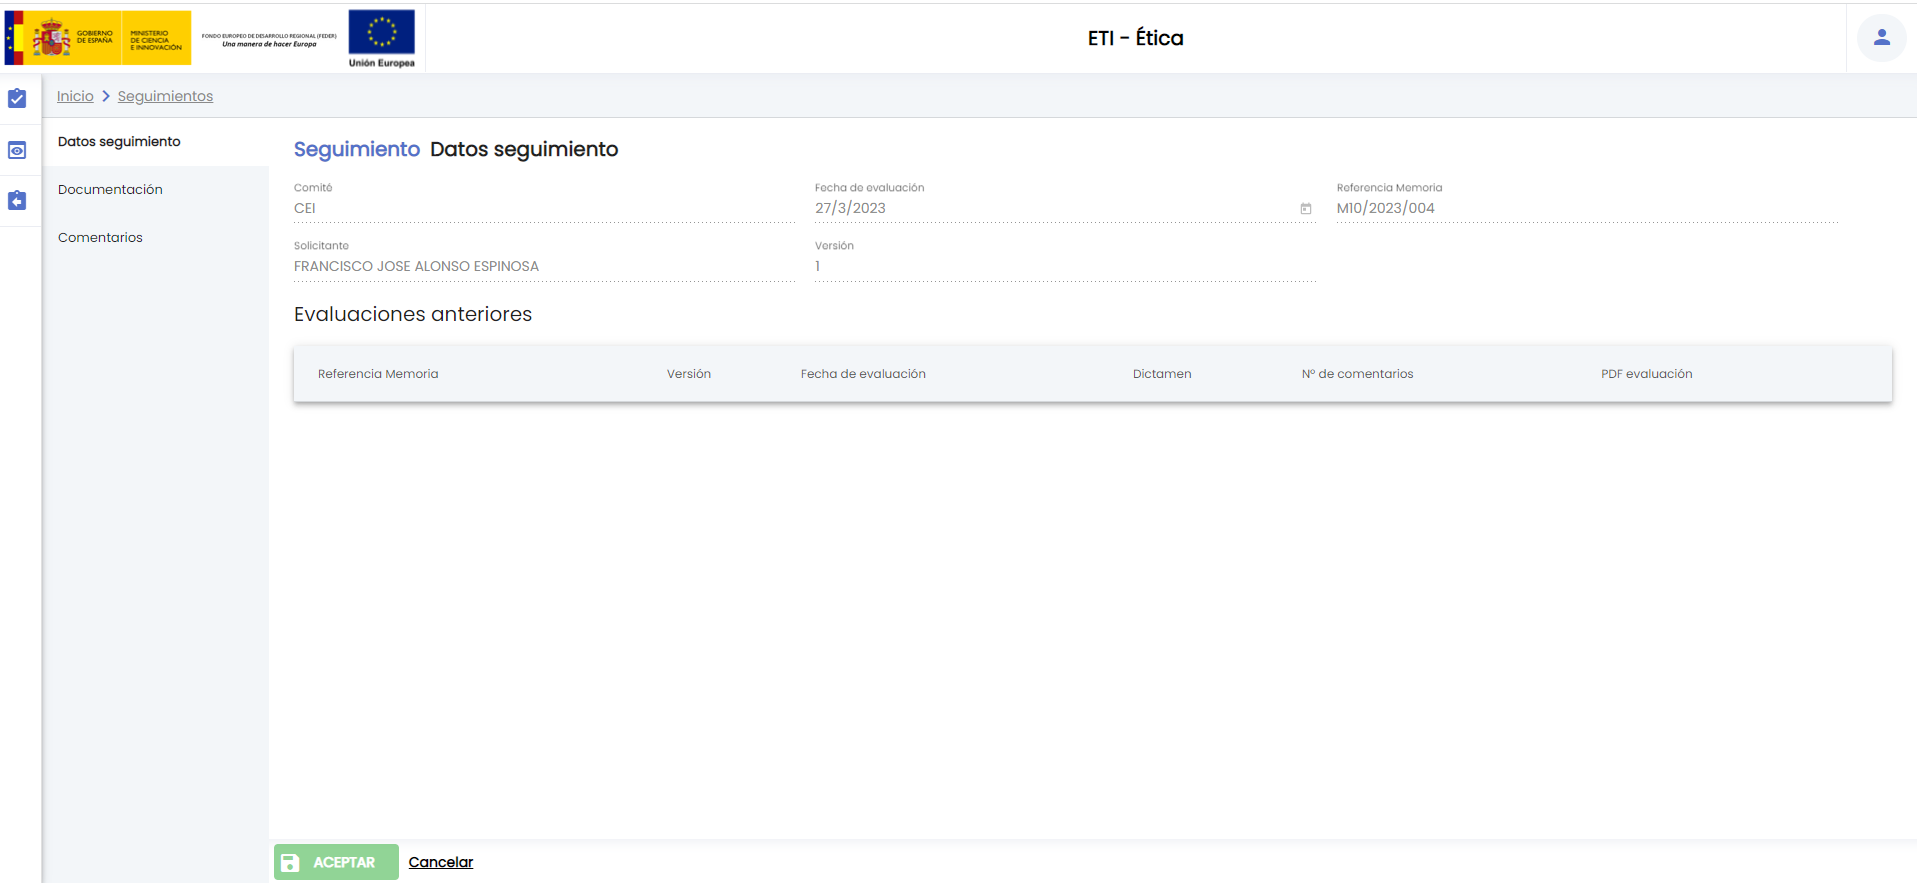 GOBIERNO
DE ESPAÑA
MINISTERIO
DE CIENCIA
E INNOVACIÓN
FONDO EUROPEO DE DESARROLLO REGIONAL (FEDER)
Una manera de hacer Europa
Unión Europea
ETI - Ética
Inicio > Seguimientos
Datos seguimiento
Documentación
Comentarios
Seguimiento Datos seguimiento
Comité
CEI
Fecha de evaluación
27/3/2023
Referencia Memoria
M10/2023/004
Solicitante
FRANCISCO JOSE ALONSO ESPINOSA
Versión
1
Evaluaciones anteriores
Referencia Memoria Versión Fecha de evaluación Dictamen Nº de comentarios PDF evaluación
ACEPTAR Cancelar